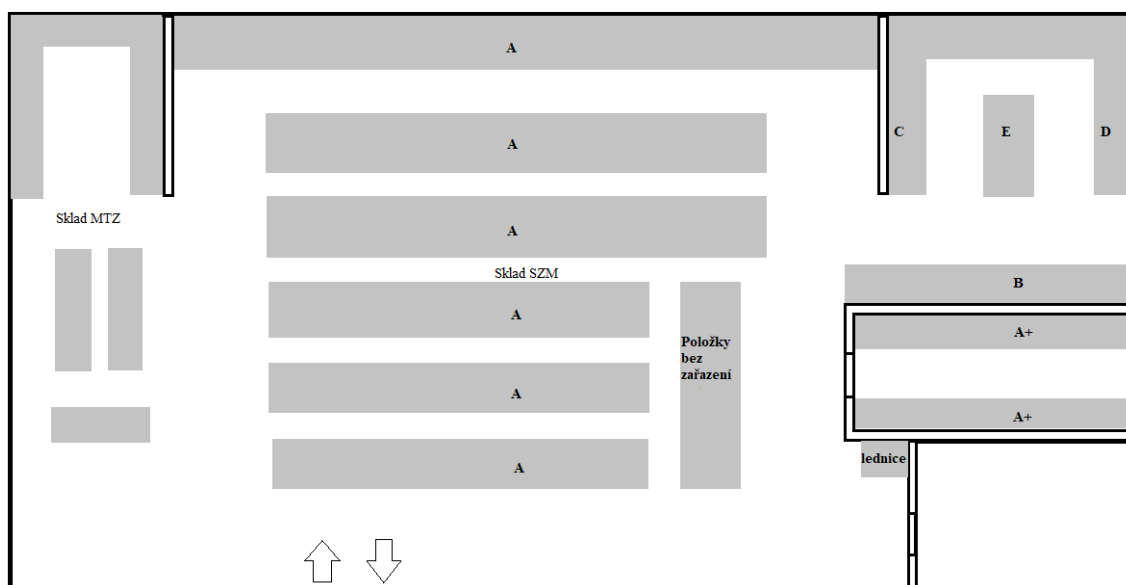 A
A
C
E
D
Sklad MTZ
A
Sklad SZM
B
A
A+
Položky
bez
zařazení
A
A+
A
lednice